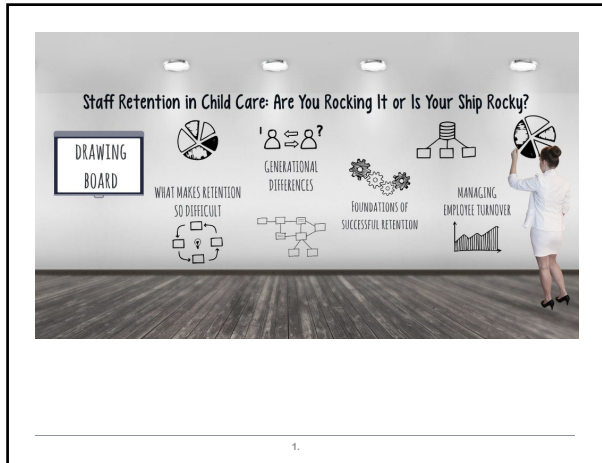 Staff Retention in Child Care: Are You Rocking It or Is Your Ship Rocky?
DRAWING
BOARD
WHAT MAKES RETENTION
SO DIFFICULT
'
?
GENERATIONAL
DIFFERENCES
FOUNDATIONS OF
SUCCESSFUL RETENTION
MANAGING
EMPLOYEE TURNOVER
1.